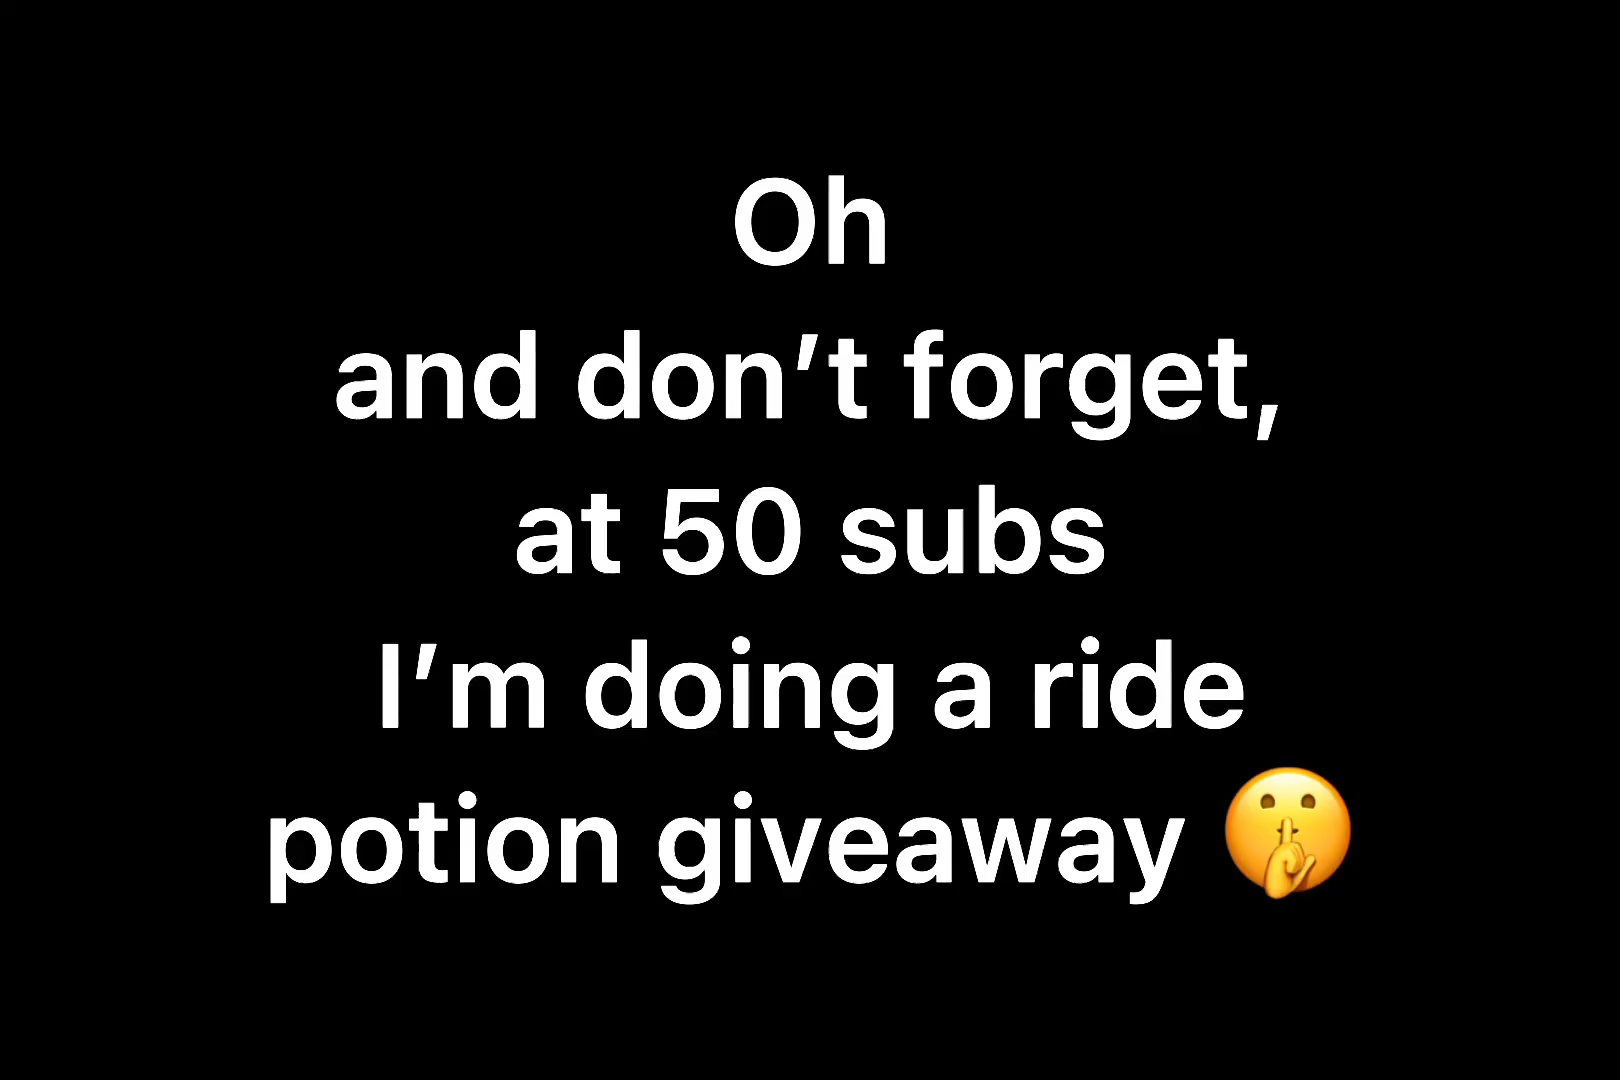 Oh
and don’t forget,
at 50 subs
I’m doing a ride
potion giveaway 🤫